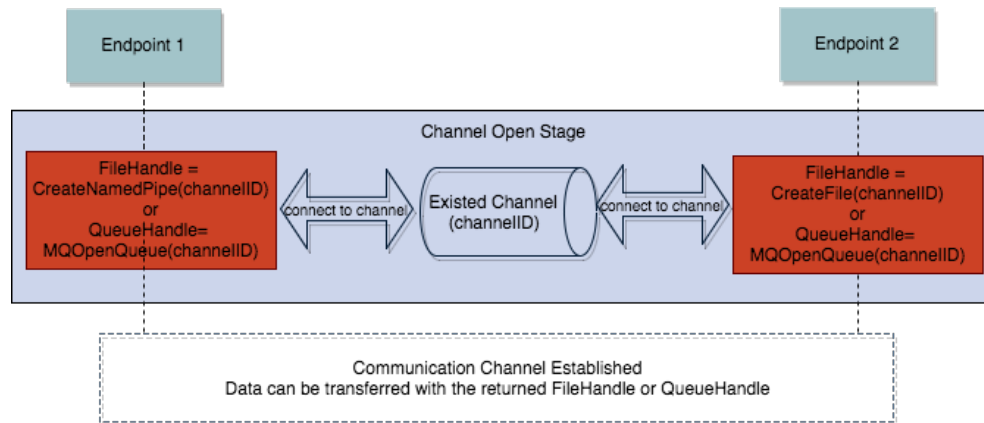 Endpoint 1
Endpoint 2
Channel Open Stage
FileHandle =
CreateNamedPipe(channelID)
or
QueueHandle=
MQOpenQueue(channelID)
connect to channel
Existed Channel
(channelID)
connect to channel
FileHandle =
CreateFile(channelID)
or
QueueHandle=
MQOpenQueue(channelID)
Communication Channel Established
Data can be transferred with the returned FileHandle or QueueHandle